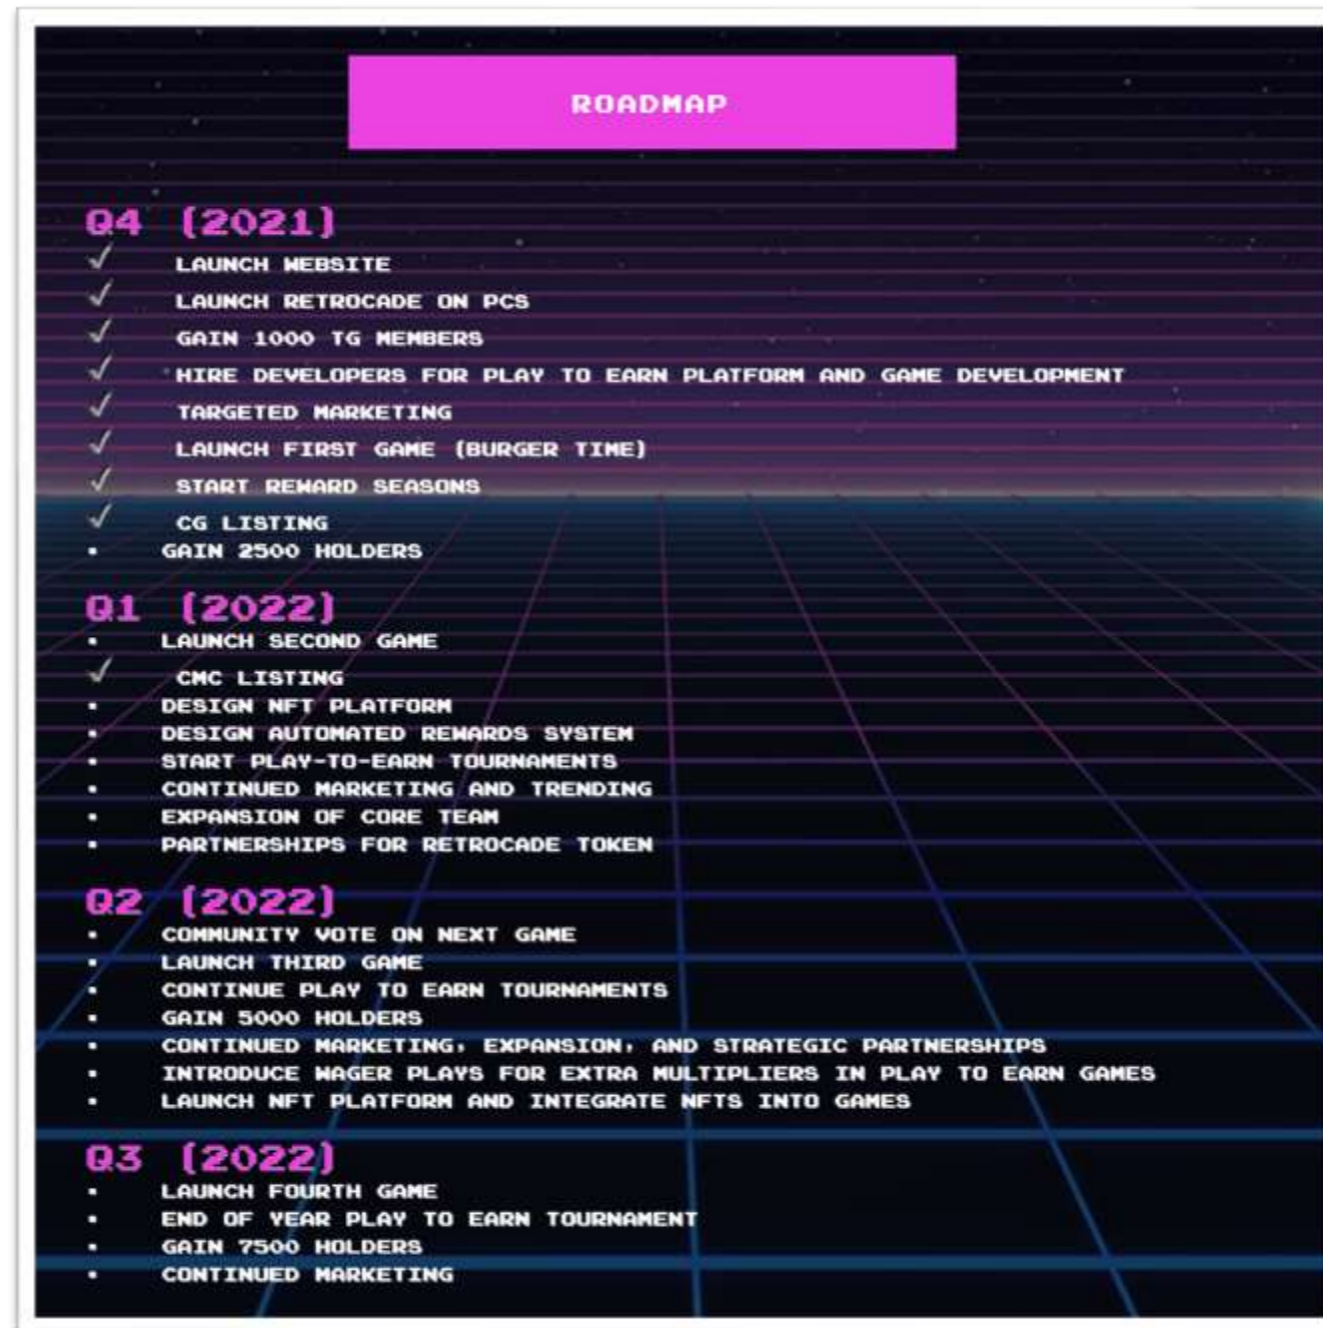 ROADMAP
Q4 (2021)
✓ LAUNCH WEBSITE
✓ LAUNCH RETROCADE ON PCS
✓ GAIN 1000 TG MEMBERS
✓ HIRE DEVELOPERS FOR PLAY TO EARN PLATFORM AND GAME DEVELOPMENT
✓ TARGETED MARKETING
✓ LAUNCH FIRST GAME (BURGER TIME)
✓ START REWARD SEASONS
✓ CG LISTING
• GAIN 2500 HOLDERS
Q1 (2022)
• LAUNCH SECOND GAME
✓ CMC LISTING
• DESIGN NFT PLATFORM
• DESIGN AUTOMATED REWARDS SYSTEM
• START PLAY-TO-EARN TOURNAMENTS
• CONTINUED MARKETING AND TRENDING
• EXPANSION OF CORE TEAM
• PARTNERSHIPS FOR RETROCADE TOKEN
Q2 (2022)
• COMMUNITY VOTE ON NEXT GAME
• LAUNCH THIRD GAME
• CONTINUE PLAY TO EARN TOURNAMENTS
• GAIN 5000 HOLDERS
• CONTINUED MARKETING, EXPANSION, AND STRATEGIC PARTNERSHIPS
• INTRODUCE WAGER PLAYS FOR EXTRA MULTIPLIERS IN PLAY TO EARN GAMES
• LAUNCH NFT PLATFORM AND INTEGRATE NFTS INTO GAMES
Q3 (2022)
• LAUNCH FOURTH GAME
• END OF YEAR PLAY TO EARN TOURNAMENT
• GAIN 7500 HOLDERS
• CONTINUED MARKETING